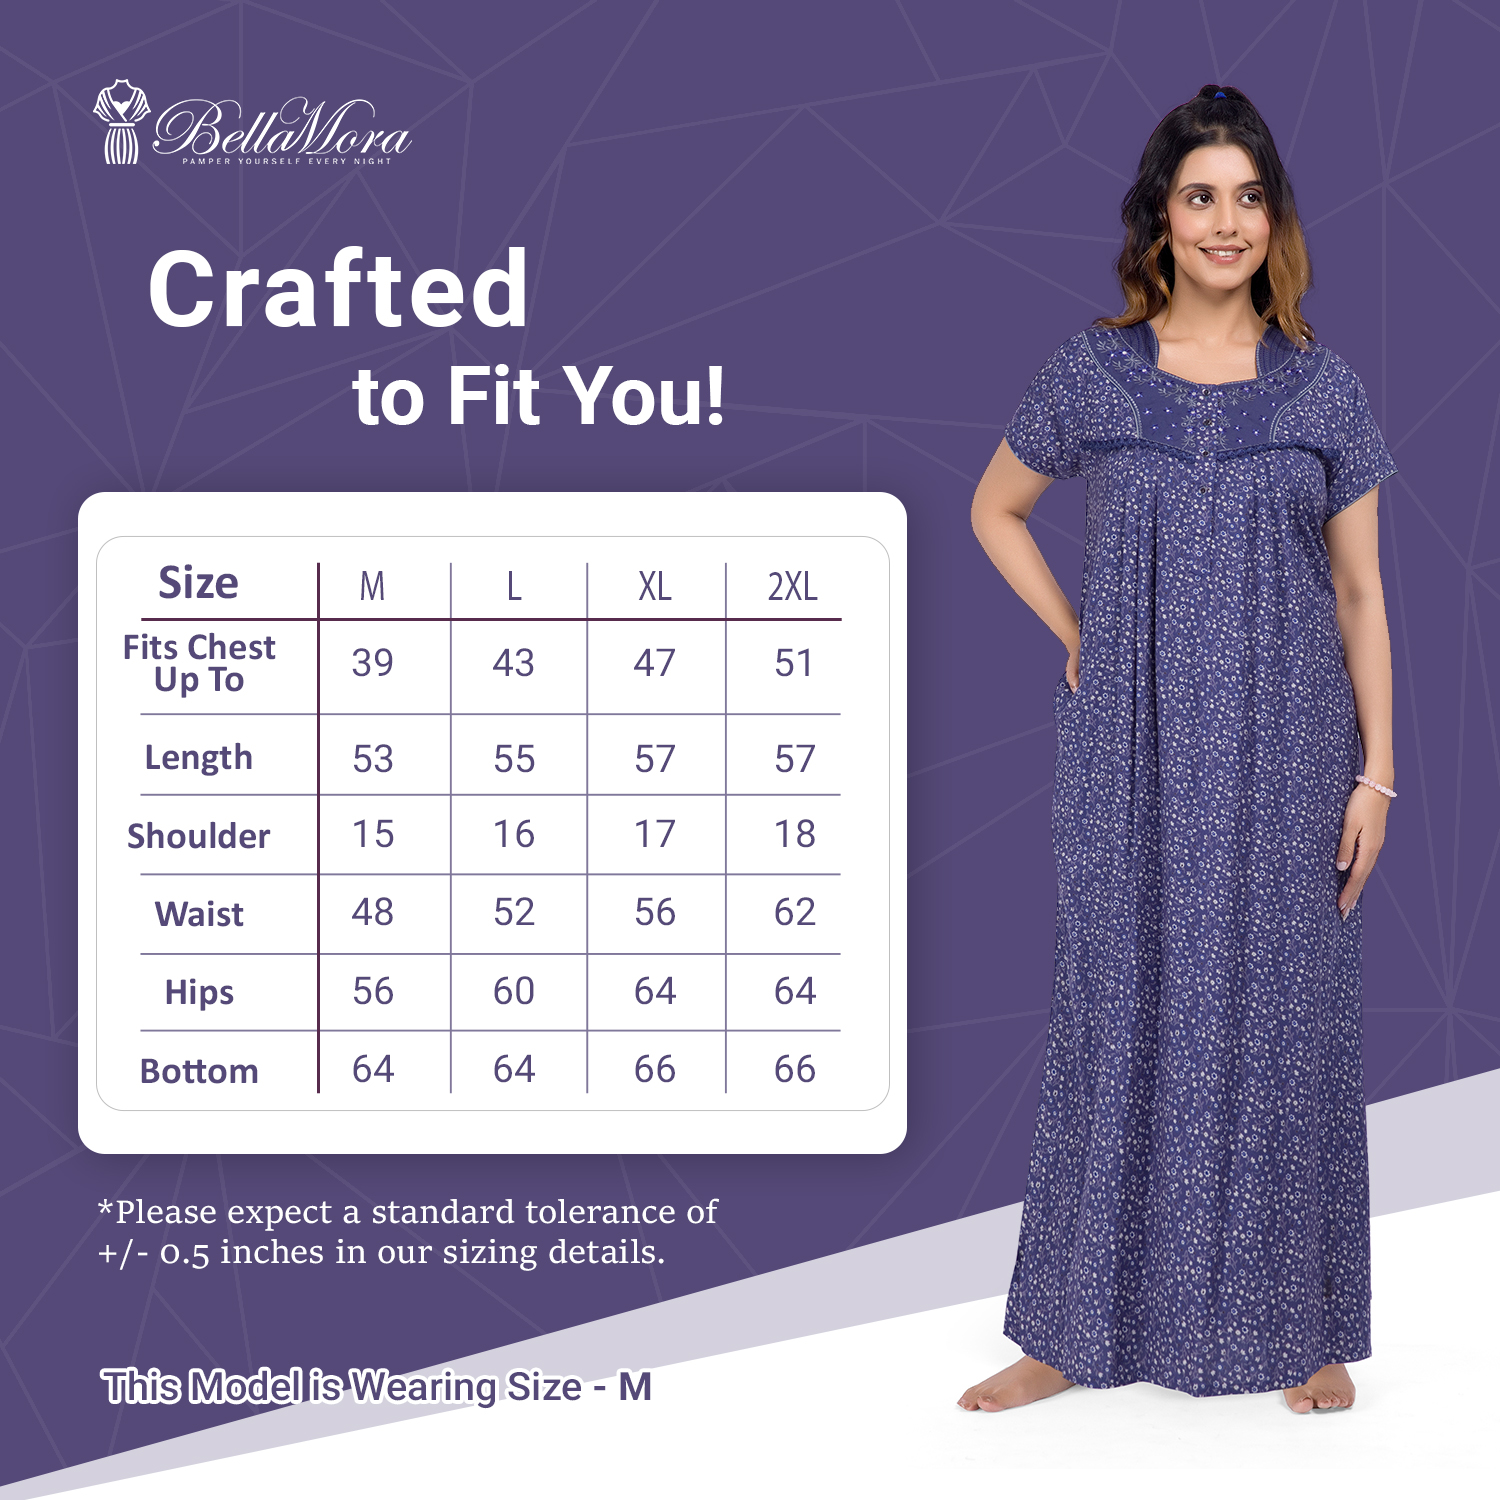 BellaMora
PAMPER YOURSELF EVERY NIGHT
Crafted
to Fit You!
Size M L XL 2XL
Fits Chest
Up To 39 43 47 51
Length 53 55 57 57
Shoulder 15 16 17 18
Waist 48 52 56 62
Hips 56 60 64 64
Bottom 64 64 66 66
*Please expect a standard tolerance of
+/- 0.5 inches in our sizing details.
This Model is Wearing Size - M